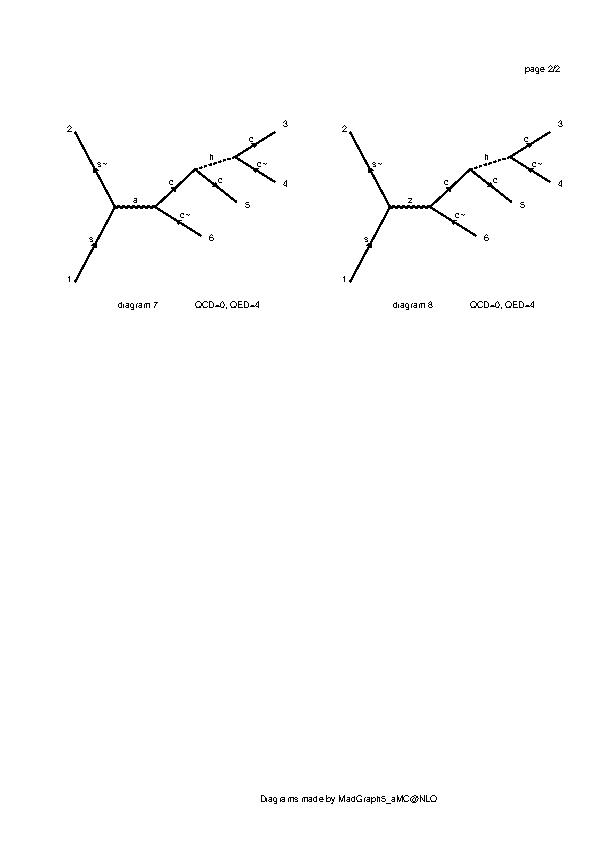 page 2/2
2
s~
s
1
a
c
h
c
3
c~
4
c
5
c~
6
diagram 7 QCD=0, QED=4
2
s~
s
1
z
c
h
c
3
c~
4
c
5
c~
6
diagram 8 QCD=0, QED=4
Diagrams made by MadGraph5_aMC@NLO